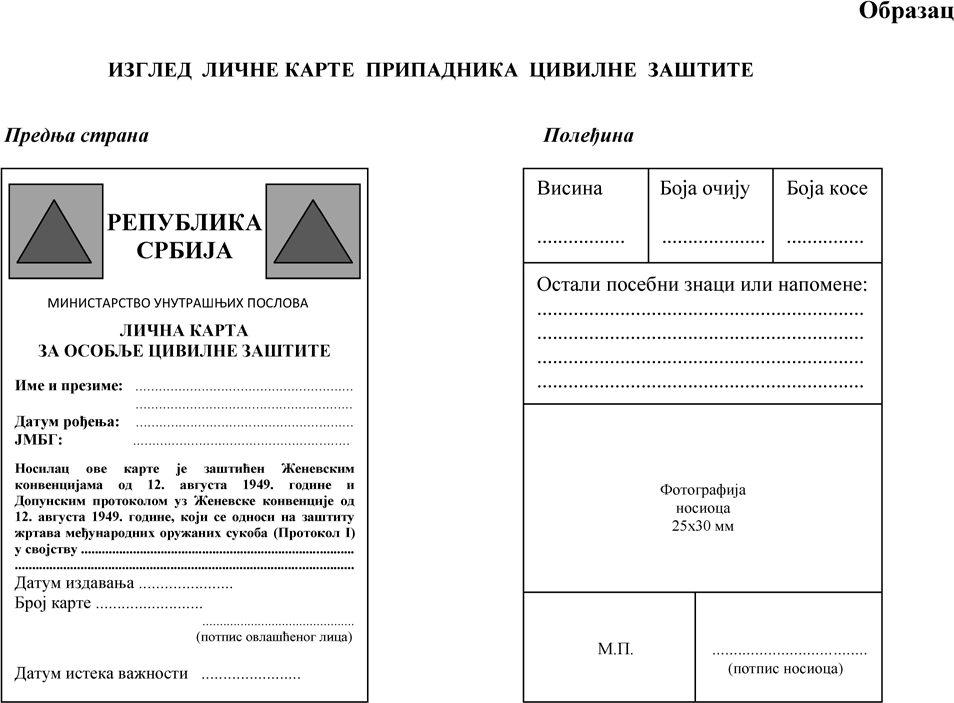 Образац
ИЗГЛЕД ЛИЧНЕ КАРТЕ ПРИПАДНИКА ЦИВИЛНЕ ЗАШТИТЕ
Предња страна
РЕПУБЛИКА
СРБИЈА
МИНИСТАРСТВО УНУТРАШЊИХ ПОСЛОВА
ЛИЧНА КАРТА
ЗА ОСОБЉЕ ЦИВИЛНЕ ЗАШТИТЕ
Име и презиме: ......................................................
......................................................
Датум рођења: ......................................................
ЈМБГ: ......................................................
Носилац ове карте је заштићен Женевским
конвенцијама од 12. августа 1949. године и
Допунским протоколом уз Женевске конвенције од
12. августа 1949. године, који се односи на заштиту
жртава међународних оружаних сукоба (Протокол I)
у својству ................................................................................
....................................................................................................
Датум издавања ......................
Број карте .........................
...........................................
(потпис овлашћеног лица)
Датум истека важности .......................
Полеђина
Висина
.................
Боја очију
....................
Боја косе
...............
Остали посебни знаци или напомене:
...............................................................
...............................................................
...............................................................
...............................................................
Фотографија
носиоца
25x30 мм
М.П.
....................................
(потпис носиоца)